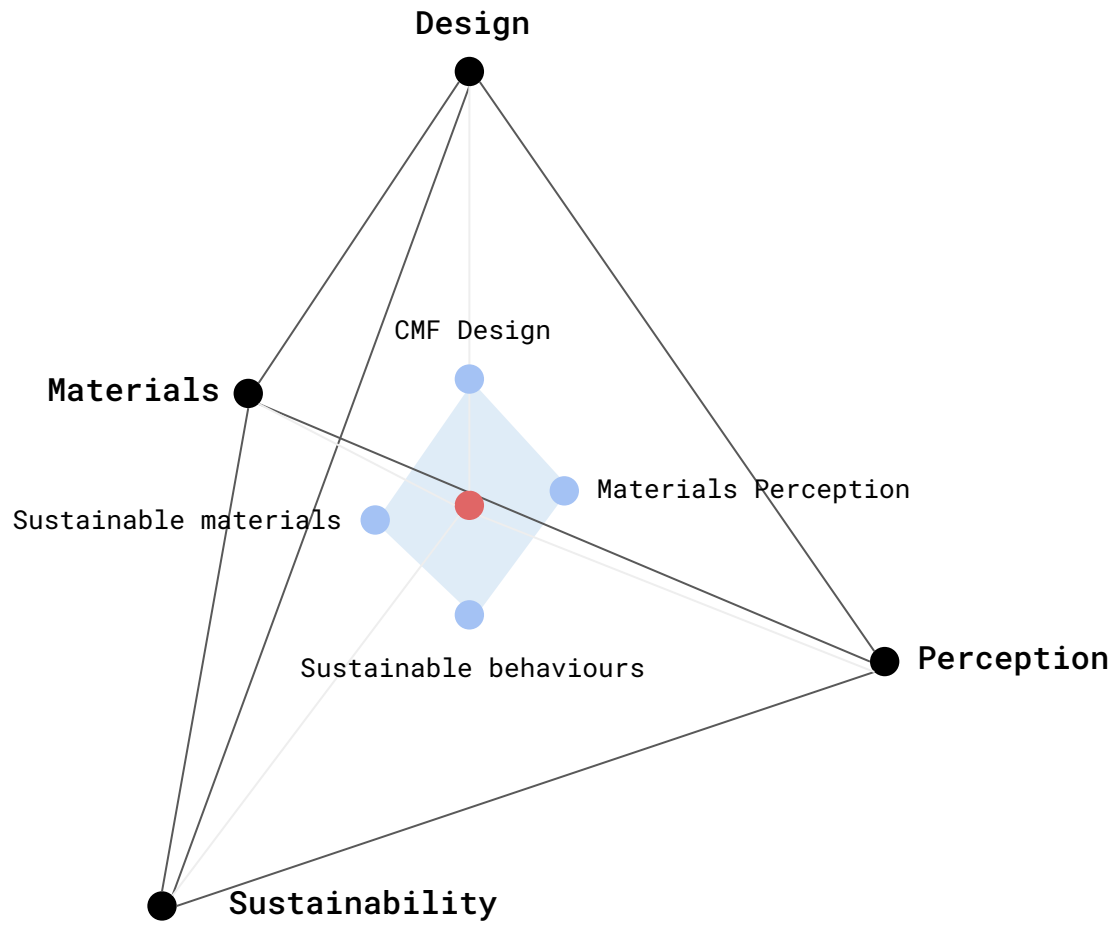 Design
CMF Design
Materials
Materials Perception
Sustainable materials
Sustainable behaviours
Perception
Sustainability